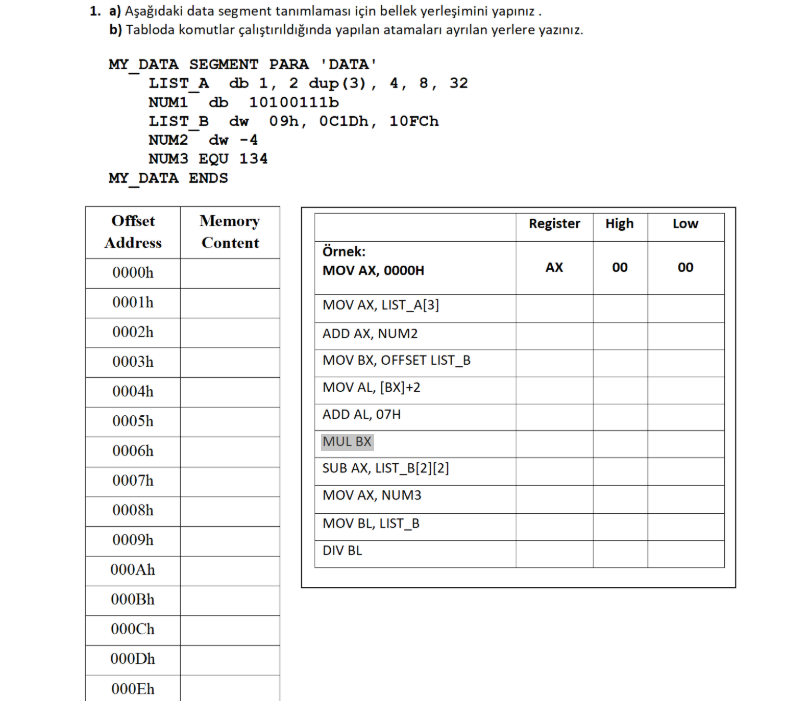 1. a) Aşağıdaki data segment tanımlaması için bellek yerleşimini yapınız .
b) Tabloda komutlar çalıştırıldığında yapılan atamaları ayrılan yerlere yazınız.
MY_DATA SEGMENT PARA 'DATA'
LIST_A db 1, 2 dup(3), 4, 8, 32
NUM1 db 10100111b
LIST_B dw 09h, 0C1Dh, 10FCh
NUM2 dw -4
NUM3 EQU 134
MY_DATA ENDS
Offset Address Memory Content
0000h
0001h
0002h
0003h
0004h
0005h
0006h
0007h
0008h
0009h
000Ah
000Bh
000Ch
000Dh
000Eh
Register High Low
Örnek:
MOV AX, 0000H AX 00 00
MOV AX, LIST_A[3]
ADD AX, NUM2
MOV BX, OFFSET LIST_B
MOV AL, [BX]+2
ADD AL, 07H
MUL BX
SUB AX, LIST_B[2][2]
MOV AX, NUM3
MOV BL, LIST_B
DIV BL